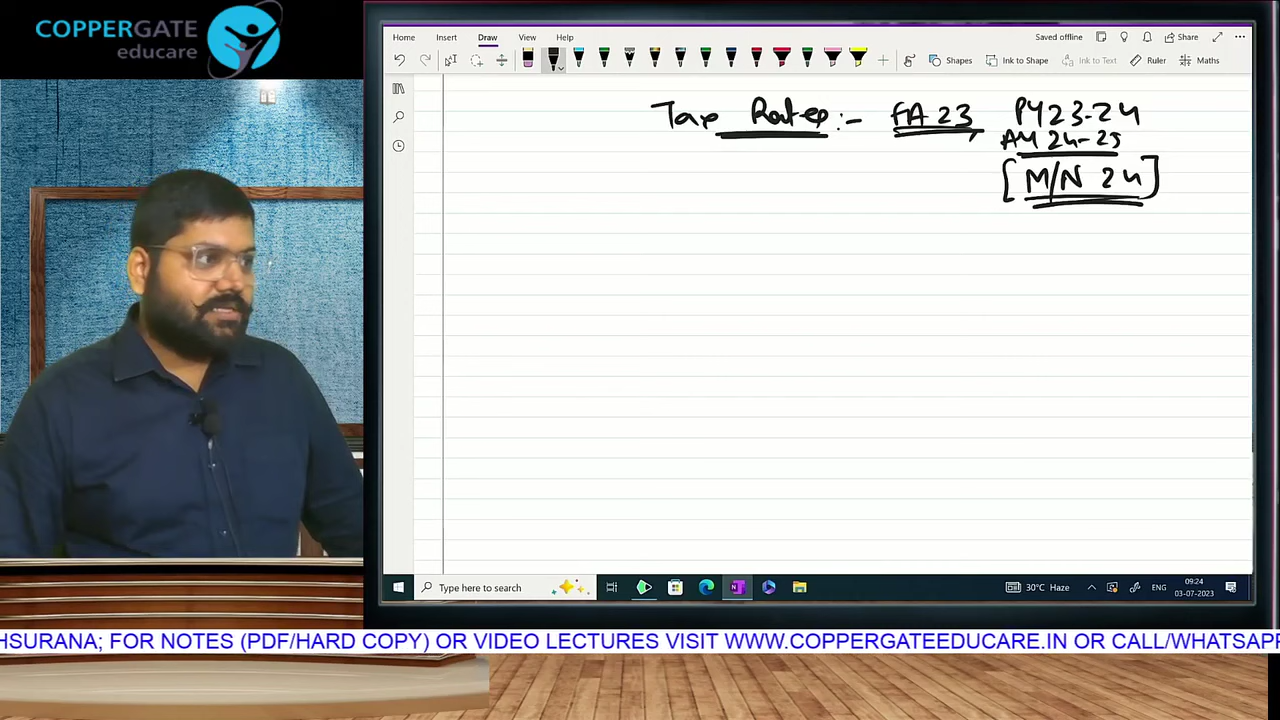 COPPERGATE
educare
Home Insert Draw View Help
Saved offline Share
Shapes Ink to Shape Ink to Text Ruler Maths
Tax Rates :- FA 23 PY23-24
AY 24-25
[M/N 24]
Type here to search
30°C Haze ENG 09:24
03-07-2023
HSURANA; FOR NOTES (PDF/HARD COPY) OR VIDEO LECTURES VISIT WWW.COPPERGATEEDUCARE.IN OR CALL/WHATSAPP